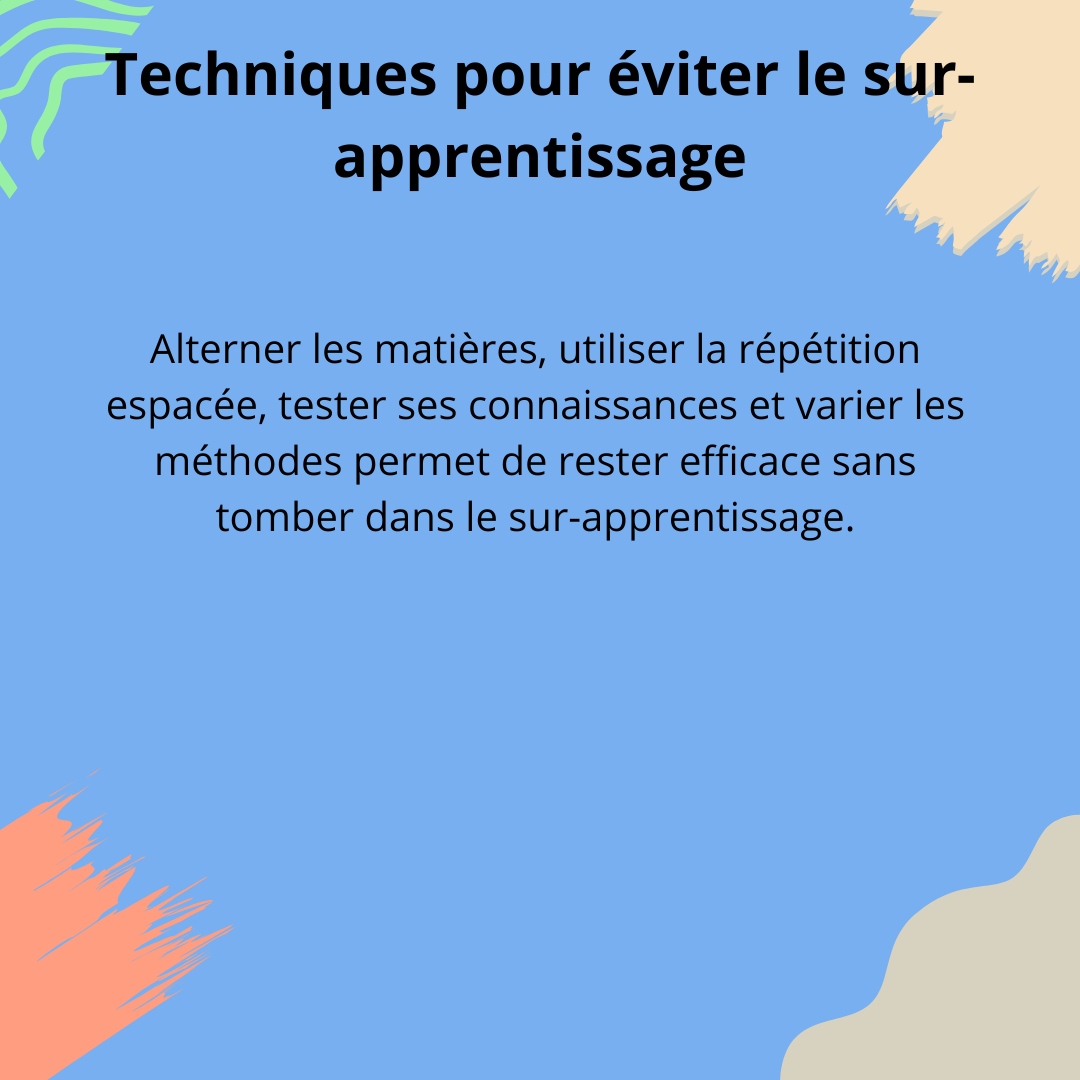 Techniques pour éviter le sur-
apprentissage
Alterner les matières, utiliser la répétition
espacée, tester ses connaissances et varier les
méthodes permet de rester efficace sans
tomber dans le sur-apprentissage.